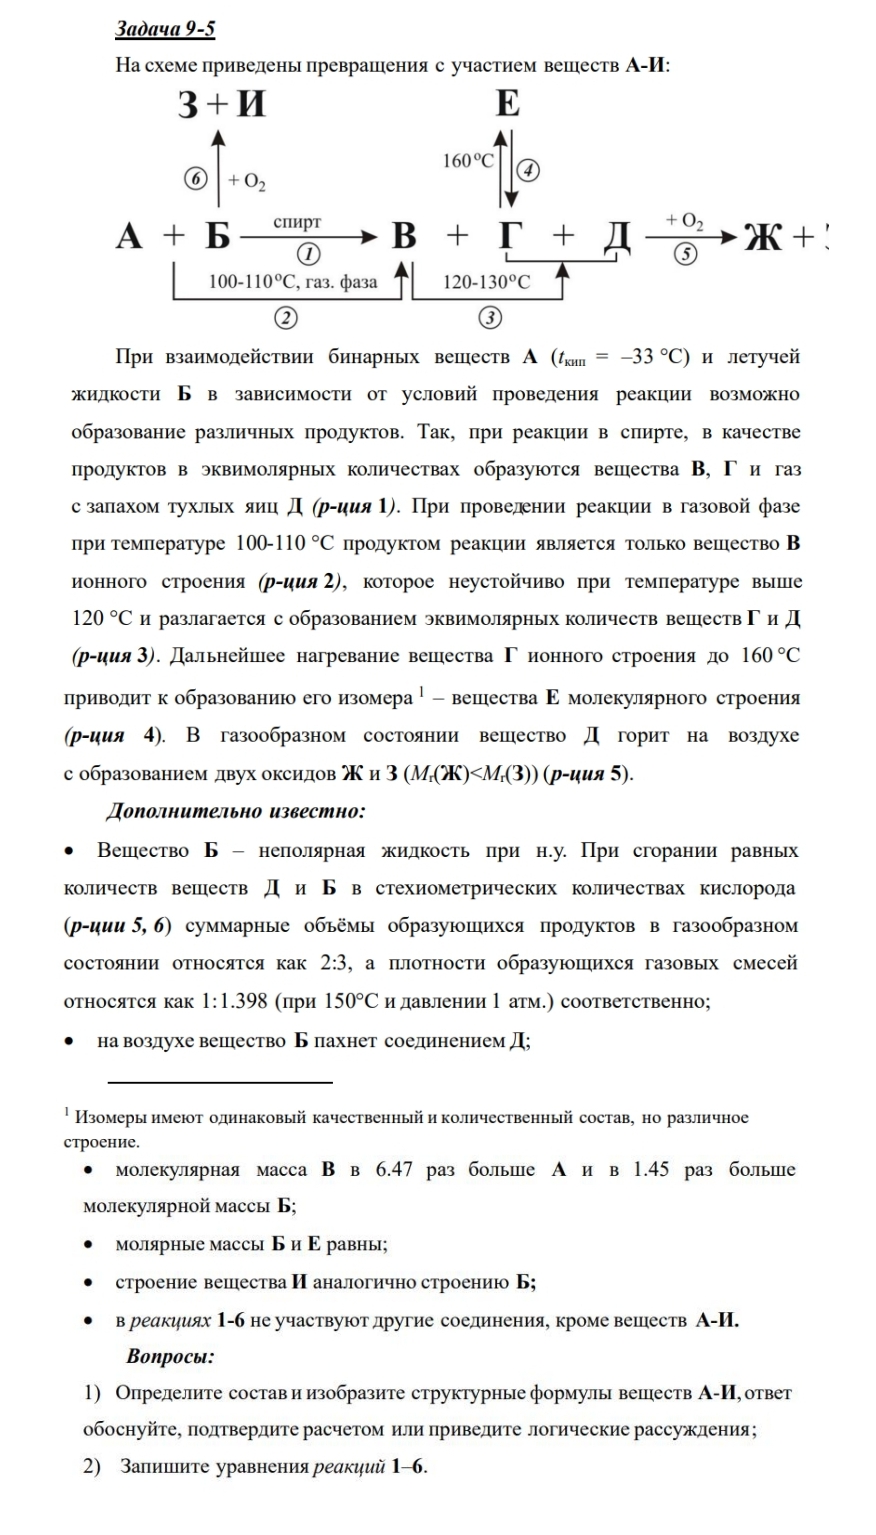 Задача 9-5
На схеме приведены превращения с участием веществ А-И:
З + И Е
⑥ + O₂ 160 ⁰C ④
А + Б спирт ① В + Г + Д + O₂ ⑤ Ж +
100-110⁰C, газ. фаза 120-130⁰C
② ③
При взаимодействии бинарных веществ А (tкип = –33 °C) и летучей
жидкости Б в зависимости от условий проведения реакции возможно
образование различных продуктов. Так, при реакции в спирте, в качестве
продуктов в эквимолярных количествах образуются вещества В, Г и газ
с запахом тухлых яиц Д (р-ция 1). При проведении реакции в газовой фазе
при температуре 100-110 °C продуктом реакции является только вещество В
ионного строения (р-ция 2), которое неустойчиво при температуре выше
120 °C и разлагается с образованием эквимолярных количеств веществ Г и Д
(р-ция 3). Дальнейшее нагревание вещества Г ионного строения до 160 °C
приводит к образованию его изомера ¹ – вещества Е молекулярного строения
(р-ция 4). В газообразном состоянии вещество Д горит на воздухе
с образованием двух оксидов Ж и З (Mr(Ж)<Mr(З)) (р-ция 5).
Дополнительно известно:
• Вещество Б – неполярная жидкость при н.у. При сгорании равных
количеств веществ Д и Б в стехиометрических количествах кислорода
(р-ции 5, 6) суммарные объёмы образующихся продуктов в газообразном
состоянии относятся как 2:3, а плотности образующихся газовых смесей
относятся как 1:1.398 (при 150°C и давлении 1 атм.) соответственно;
• на воздухе вещество Б пахнет соединением Д;
¹ Изомеры имеют одинаковый качественный и количественный состав, но различное
строение.
• молекулярная масса В в 6.47 раз больше А и в 1.45 раз больше
молекулярной массы Б;
• молярные массы Б и Е равны;
• строение вещества И аналогично строению Б;
• в реакциях 1-6 не участвуют другие соединения, кроме веществ А-И.
Вопросы:
1) Определите состав и изобразите структурные формулы веществ А-И, ответ
обоснуйте, подтвердите расчетом или приведите логические рассуждения;
2) Запишите уравнения реакций 1–6.